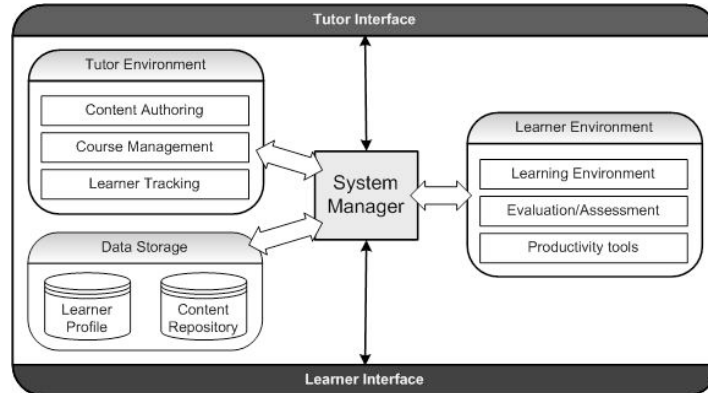 Tutor Interface
Tutor Environment
Content Authoring
Course Management
Learner Tracking
System
Manager
Learner Environment
Learning Environment
Evaluation/Assessment
Productivity tools
Data Storage
Learner
Profile
Content
Repository
Learner Interface